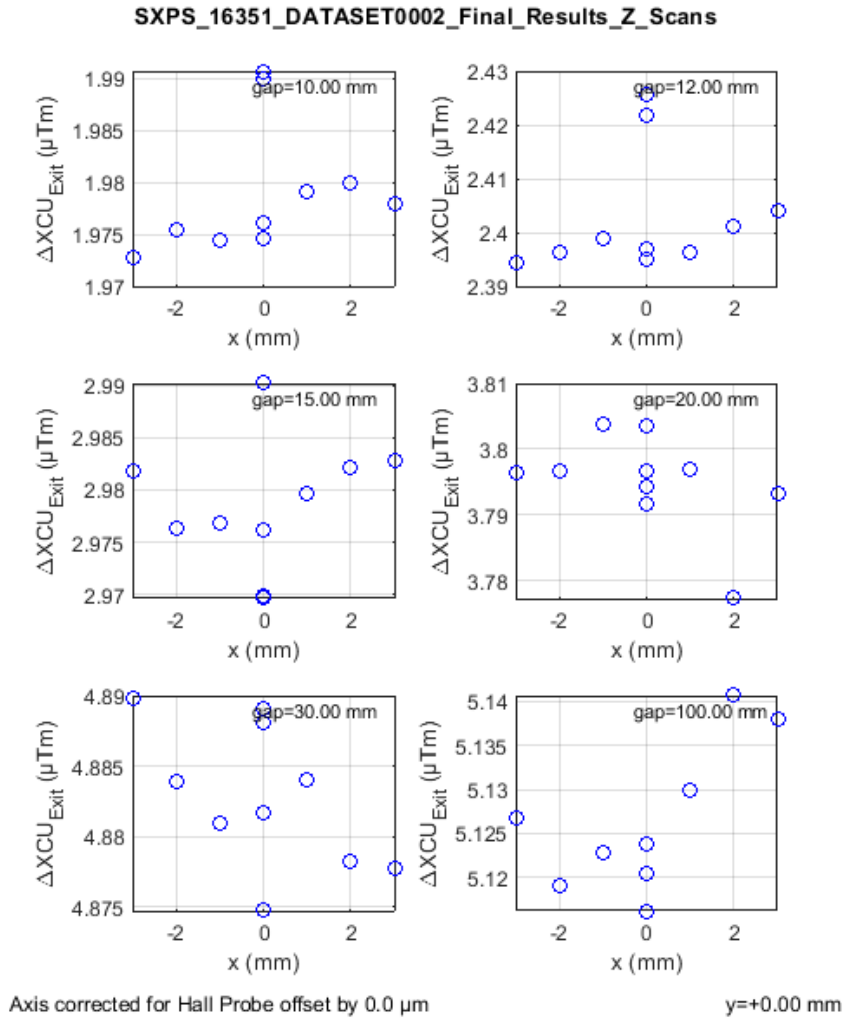 SXPS_16351_DATASET0002_Final_Results_Z_Scans
gap=10.00 mm
1.99
1.985
1.98
1.975
1.97
ΔXCU_Exit (µTm)
-2 0 2
x (mm)
gap=12.00 mm
2.43
2.42
2.41
2.4
2.39
ΔXCU_Exit (µTm)
-2 0 2
x (mm)
gap=15.00 mm
2.99
2.985
2.98
2.975
2.97
ΔXCU_Exit (µTm)
-2 0 2
x (mm)
gap=20.00 mm
3.81
3.8
3.79
3.78
ΔXCU_Exit (µTm)
-2 0 2
x (mm)
gap=30.00 mm
4.89
4.885
4.88
4.875
ΔXCU_Exit (µTm)
-2 0 2
x (mm)
gap=100.00 mm
5.14
5.135
5.13
5.125
5.12
ΔXCU_Exit (µTm)
-2 0 2
x (mm)
Axis corrected for Hall Probe offset by 0.0 µm
y=+0.00 mm